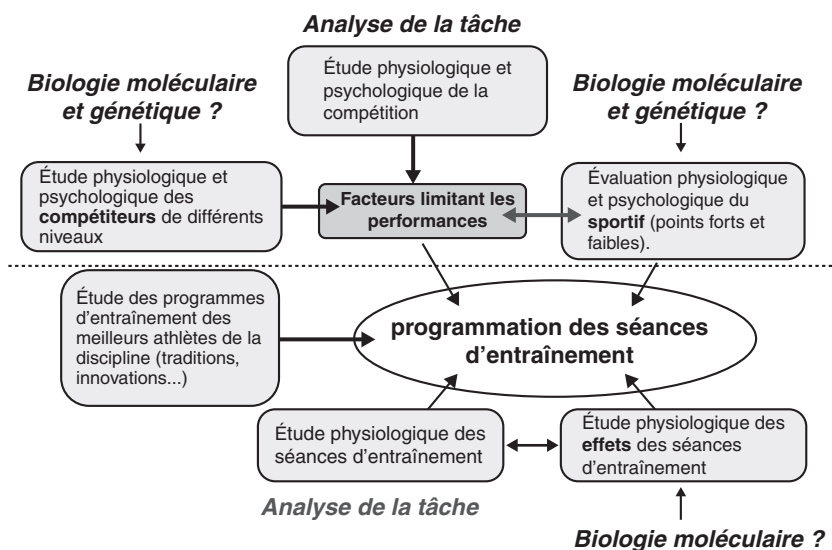 Analyse de la tâche
Étude physiologique et
psychologique de la
compétition
Biologie moléculaire
et génétique ?
Biologie moléculaire
et génétique ?
Étude physiologique et
psychologique des
compétiteurs de différents
niveaux
Facteurs limitant les
performances
Évaluation physiologique
et psychologique du
sportif (points forts et
faibles).
Étude des programmes
d'entraînement des
meilleurs athlètes de la
discipline (traditions,
innovations...)
programmation des séances
d'entraînement
Étude physiologique des
séances d'entraînement
Étude physiologique des
effets des séances
d'entraînement
Analyse de la tâche
Biologie moléculaire ?